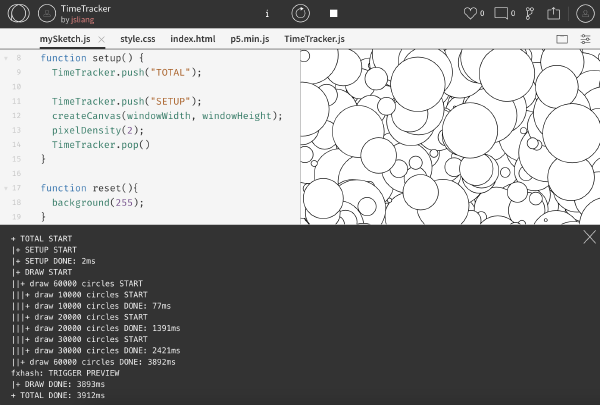 TimeTracker
by jsliang
i
0
0
mySketch.js
style.css
index.html
p5.min.js
TimeTracker.js
8 function setup() {
9 TimeTracker.push("TOTAL");
10
11 TimeTracker.push("SETUP");
12 createCanvas(windowWidth, windowHeight);
13 pixelDensity(2);
14 TimeTracker.pop()
15 }
16
17 function reset(){
18 background(255);
19 }
+ TOTAL START
|+ SETUP START
|+ SETUP DONE: 2ms
|+ DRAW START
||+ draw 60000 circles START
|||+ draw 10000 circles START
|||+ draw 10000 circles DONE: 77ms
|||+ draw 20000 circles START
|||+ draw 20000 circles DONE: 1391ms
|||+ draw 30000 circles START
|||+ draw 30000 circles DONE: 2421ms
||+ draw 60000 circles DONE: 3892ms
fxhash: TRIGGER PREVIEW
|+ DRAW DONE: 3893ms
+ TOTAL DONE: 3912ms